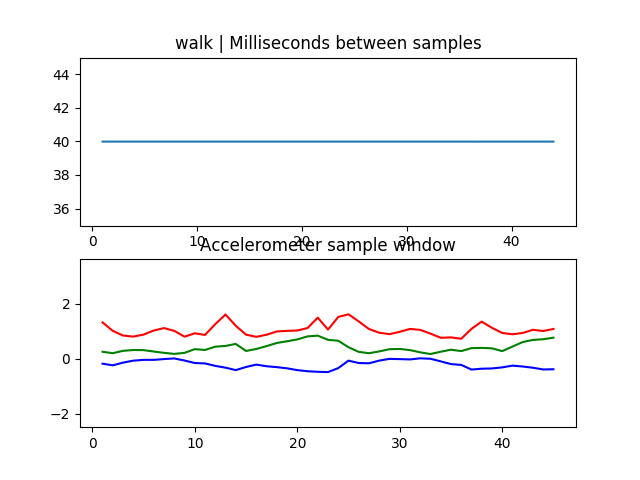 walk | Milliseconds between samples
44
42
40
38
36
0 10 20 30 40
Accelerometer sample window
2
0
−2
0 10 20 30 40